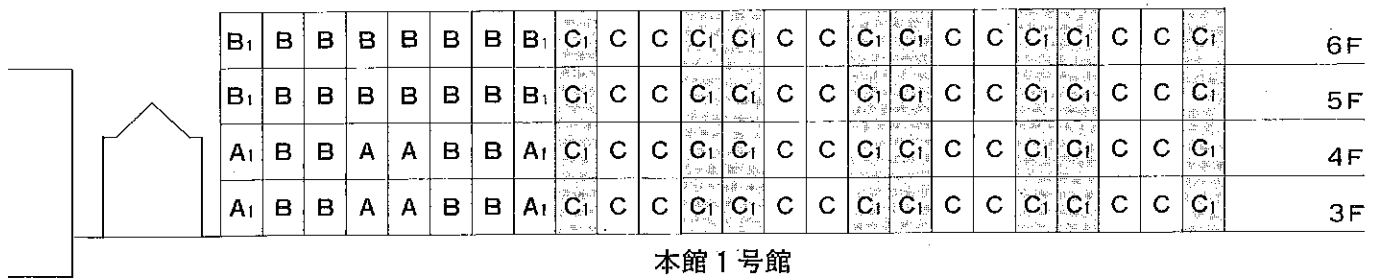 B₁ B B B B B B B₁ C₁ C C C₁ C₁ C C C₁ C₁ C C C₁ C₁ C C C₁ 6F
B₁ B B B B B B B₁ C₁ C C C₁ C₁ C C C₁ C₁ C C C₁ C₁ C C C₁ 5F
A₁ B B A A B B A₁ C₁ C C C₁ C₁ C C C₁ C₁ C C C₁ C₁ C C C₁ 4F
A₁ B B A A B B A₁ C₁ C C C₁ C₁ C C C₁ C₁ C C C₁ C₁ C C C₁ 3F
本館1号館